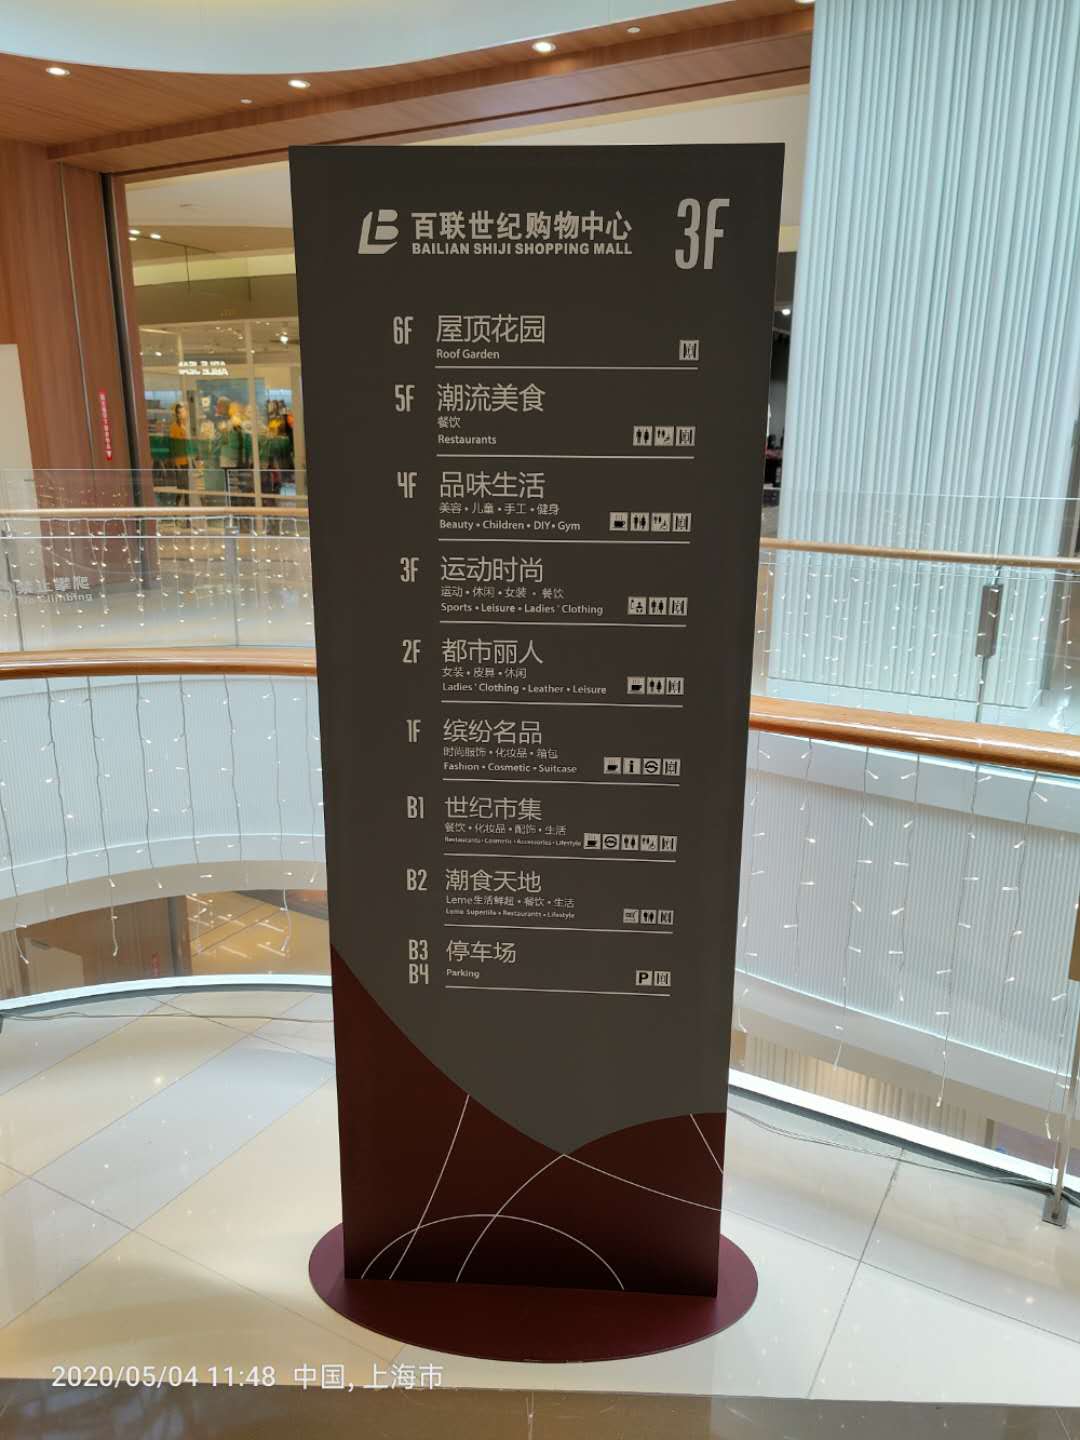 百联世纪购物中心
BAILIAN SHIJI SHOPPING MALL
3F
6F 屋顶花园
Roof Garden
5F 潮流美食
餐饮
Restaurants
4F 品味生活
美容·儿童·手工·健身
Beauty·Children·DIY·Gym
3F 运动时尚
运动·休闲·女装·餐饮
Sports·Leisure·Ladies' Clothing
2F 都市丽人
女装·皮具·休闲
Ladies' Clothing·Leather·Leisure
1F 缤纷名品
时尚服饰·化妆品·箱包
Fashion·Cosmetic·Suitcase
B1 世纪市集
餐饮·化妆品·配饰·生活
Restaurants·Cosmetic·Accessories·Lifestyle
B2 潮食天地
Leme生活鲜超·餐饮·生活
Leme Superlife·Restaurants·Lifestyle
B3 停车场
B4 Parking
P
禁止攀爬
No Climbing
2020/05/04 11:48 中国, 上海市